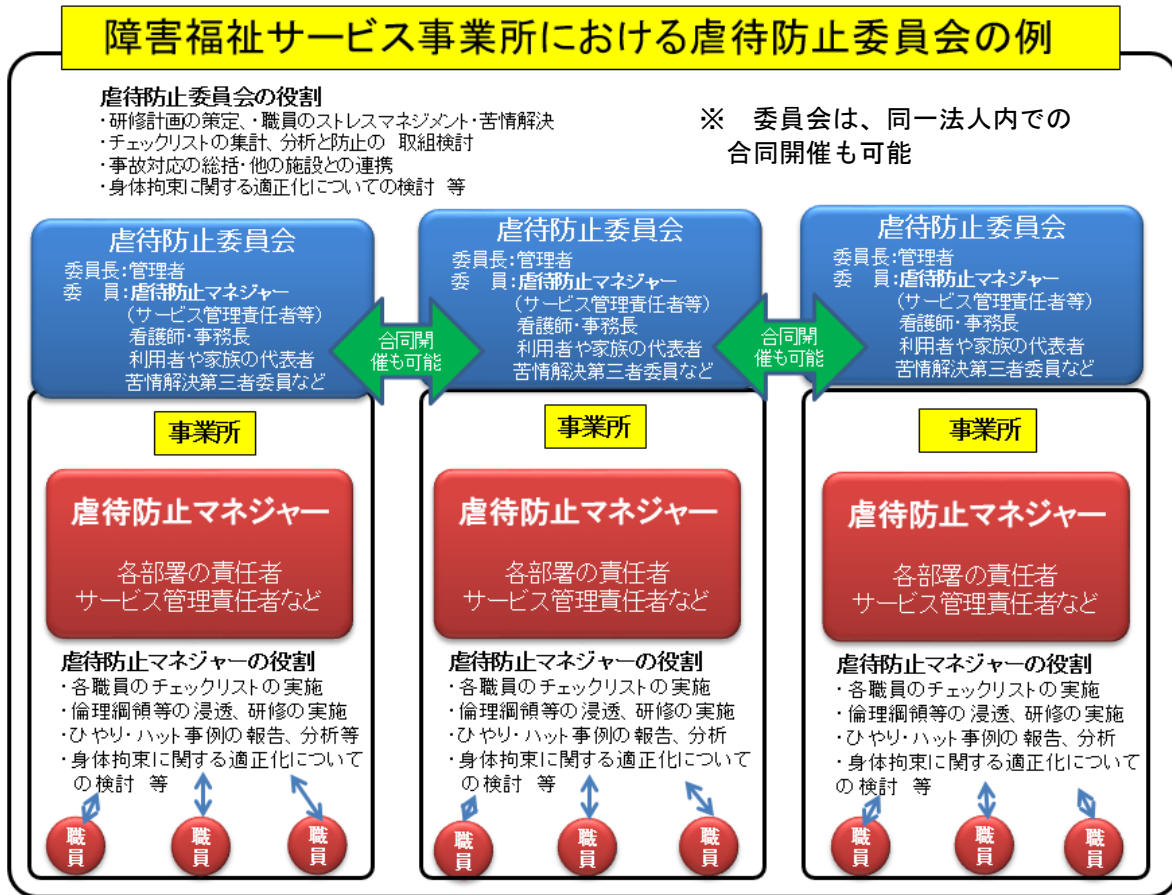 障害福祉サービス事業所における虐待防止委員会の例
虐待防止委員会の役割
・研修計画の策定、・職員のストレスマネジメント・苦情解決
・チェックリストの集計、分析と防止の 取組検討
・事故対応の総括・他の施設との連携
・身体拘束に関する適正化についての検討 等
※ 委員会は、同一法人内での
合同開催も可能
虐待防止委員会
委員長：管理者
委 員：虐待防止マネジャー
（サービス管理責任者等）
看護師・事務長
利用者や家族の代表者
苦情解決第三者委員など
合同開
催も可能
虐待防止委員会
委員長：管理者
委 員：虐待防止マネジャー
（サービス管理責任者等）
看護師・事務長
利用者や家族の代表者
苦情解決第三者委員など
合同開
催も可能
虐待防止委員会
委員長：管理者
委 員：虐待防止マネジャー
（サービス管理責任者等）
看護師・事務長
利用者や家族の代表者
苦情解決第三者委員など
事業所
虐待防止マネジャー
各部署の責任者
サービス管理責任者など
虐待防止マネジャーの役割
・各職員のチェックリストの実施
・倫理綱領等の浸透、研修の実施
・ひやり・ハット事例の報告、分析等
・身体拘束に関する適正化について
の検討 等
職員
職員
職員
事業所
虐待防止マネジャー
各部署の責任者
サービス管理責任者など
虐待防止マネジャーの役割
・各職員のチェックリストの実施
・倫理綱領等の浸透、研修の実施
・ひやり・ハット事例の報告、分析
・身体拘束に関する適正化について
の検討 等
職員
職員
職員
事業所
虐待防止マネジャー
各部署の責任者
サービス管理責任者など
虐待防止マネジャーの役割
・各職員のチェックリストの実施
・倫理綱領等の浸透、研修の実施
・ひやり・ハット事例の報告、分析
・身体拘束に関する適正化について
の検討 等
職員
職員
職員